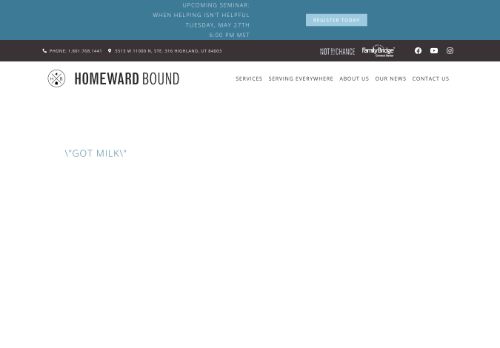 UPCOMING SEMINAR:
WHEN HELPING ISN'T HELPFUL
TUESDAY, MAY 27TH
6:00 PM MST
REGISTER TODAY
PHONE: 1.801.768.1441 5513 W 11000 N, STE. 316 HIGHLAND, UT 84003
NOT BY CHANCE FamilyBridge
HOMEWARD BOUND
SERVICES SERVING EVERYWHERE ABOUT US OUR NEWS CONTACT US
\"GOT MILK\"